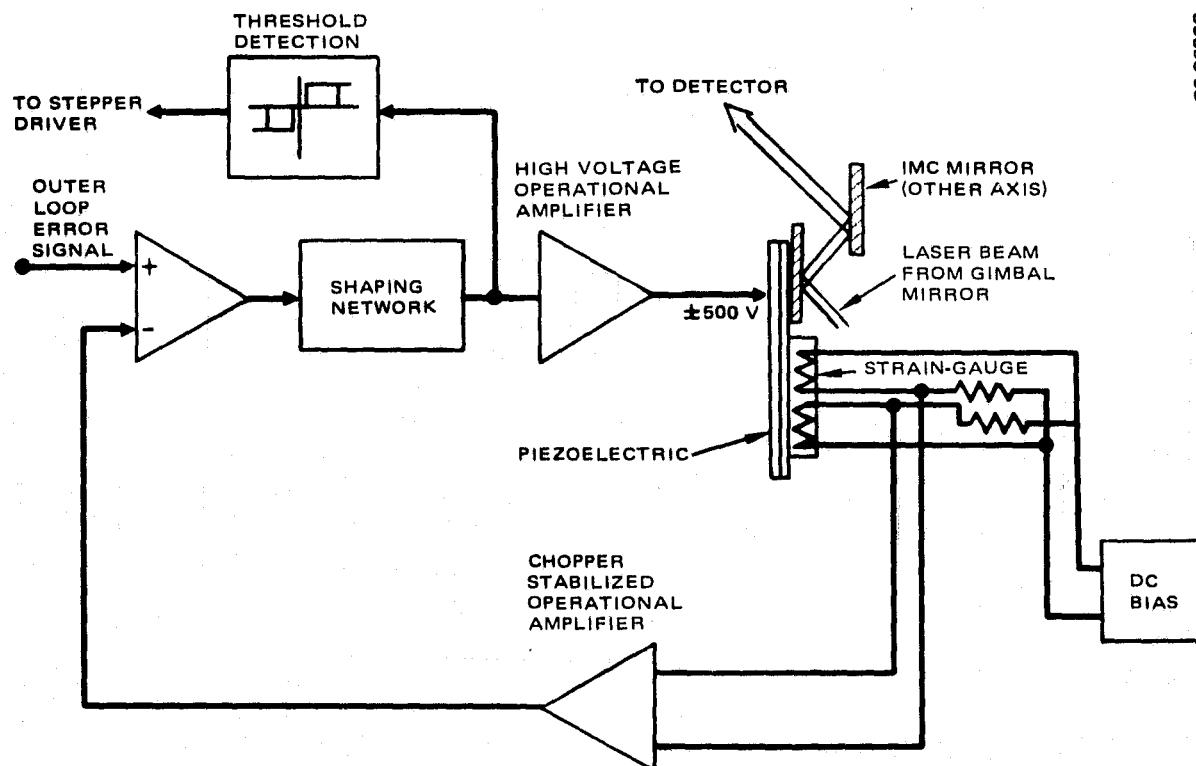 THRESHOLD
DETECTION
TO STEPPER
DRIVER
TO DETECTOR
OUTER
LOOP
ERROR
SIGNAL
HIGH VOLTAGE
OPERATIONAL
AMPLIFIER
IMC MIRROR
(OTHER AXIS)
LASER BEAM
FROM GIMBAL
MIRROR
+
-
SHAPING
NETWORK
±500 V
STRAIN-GAUGE
PIEZOELECTRIC
CHOPPER
STABILIZED
OPERATIONAL
AMPLIFIER
DC
BIAS